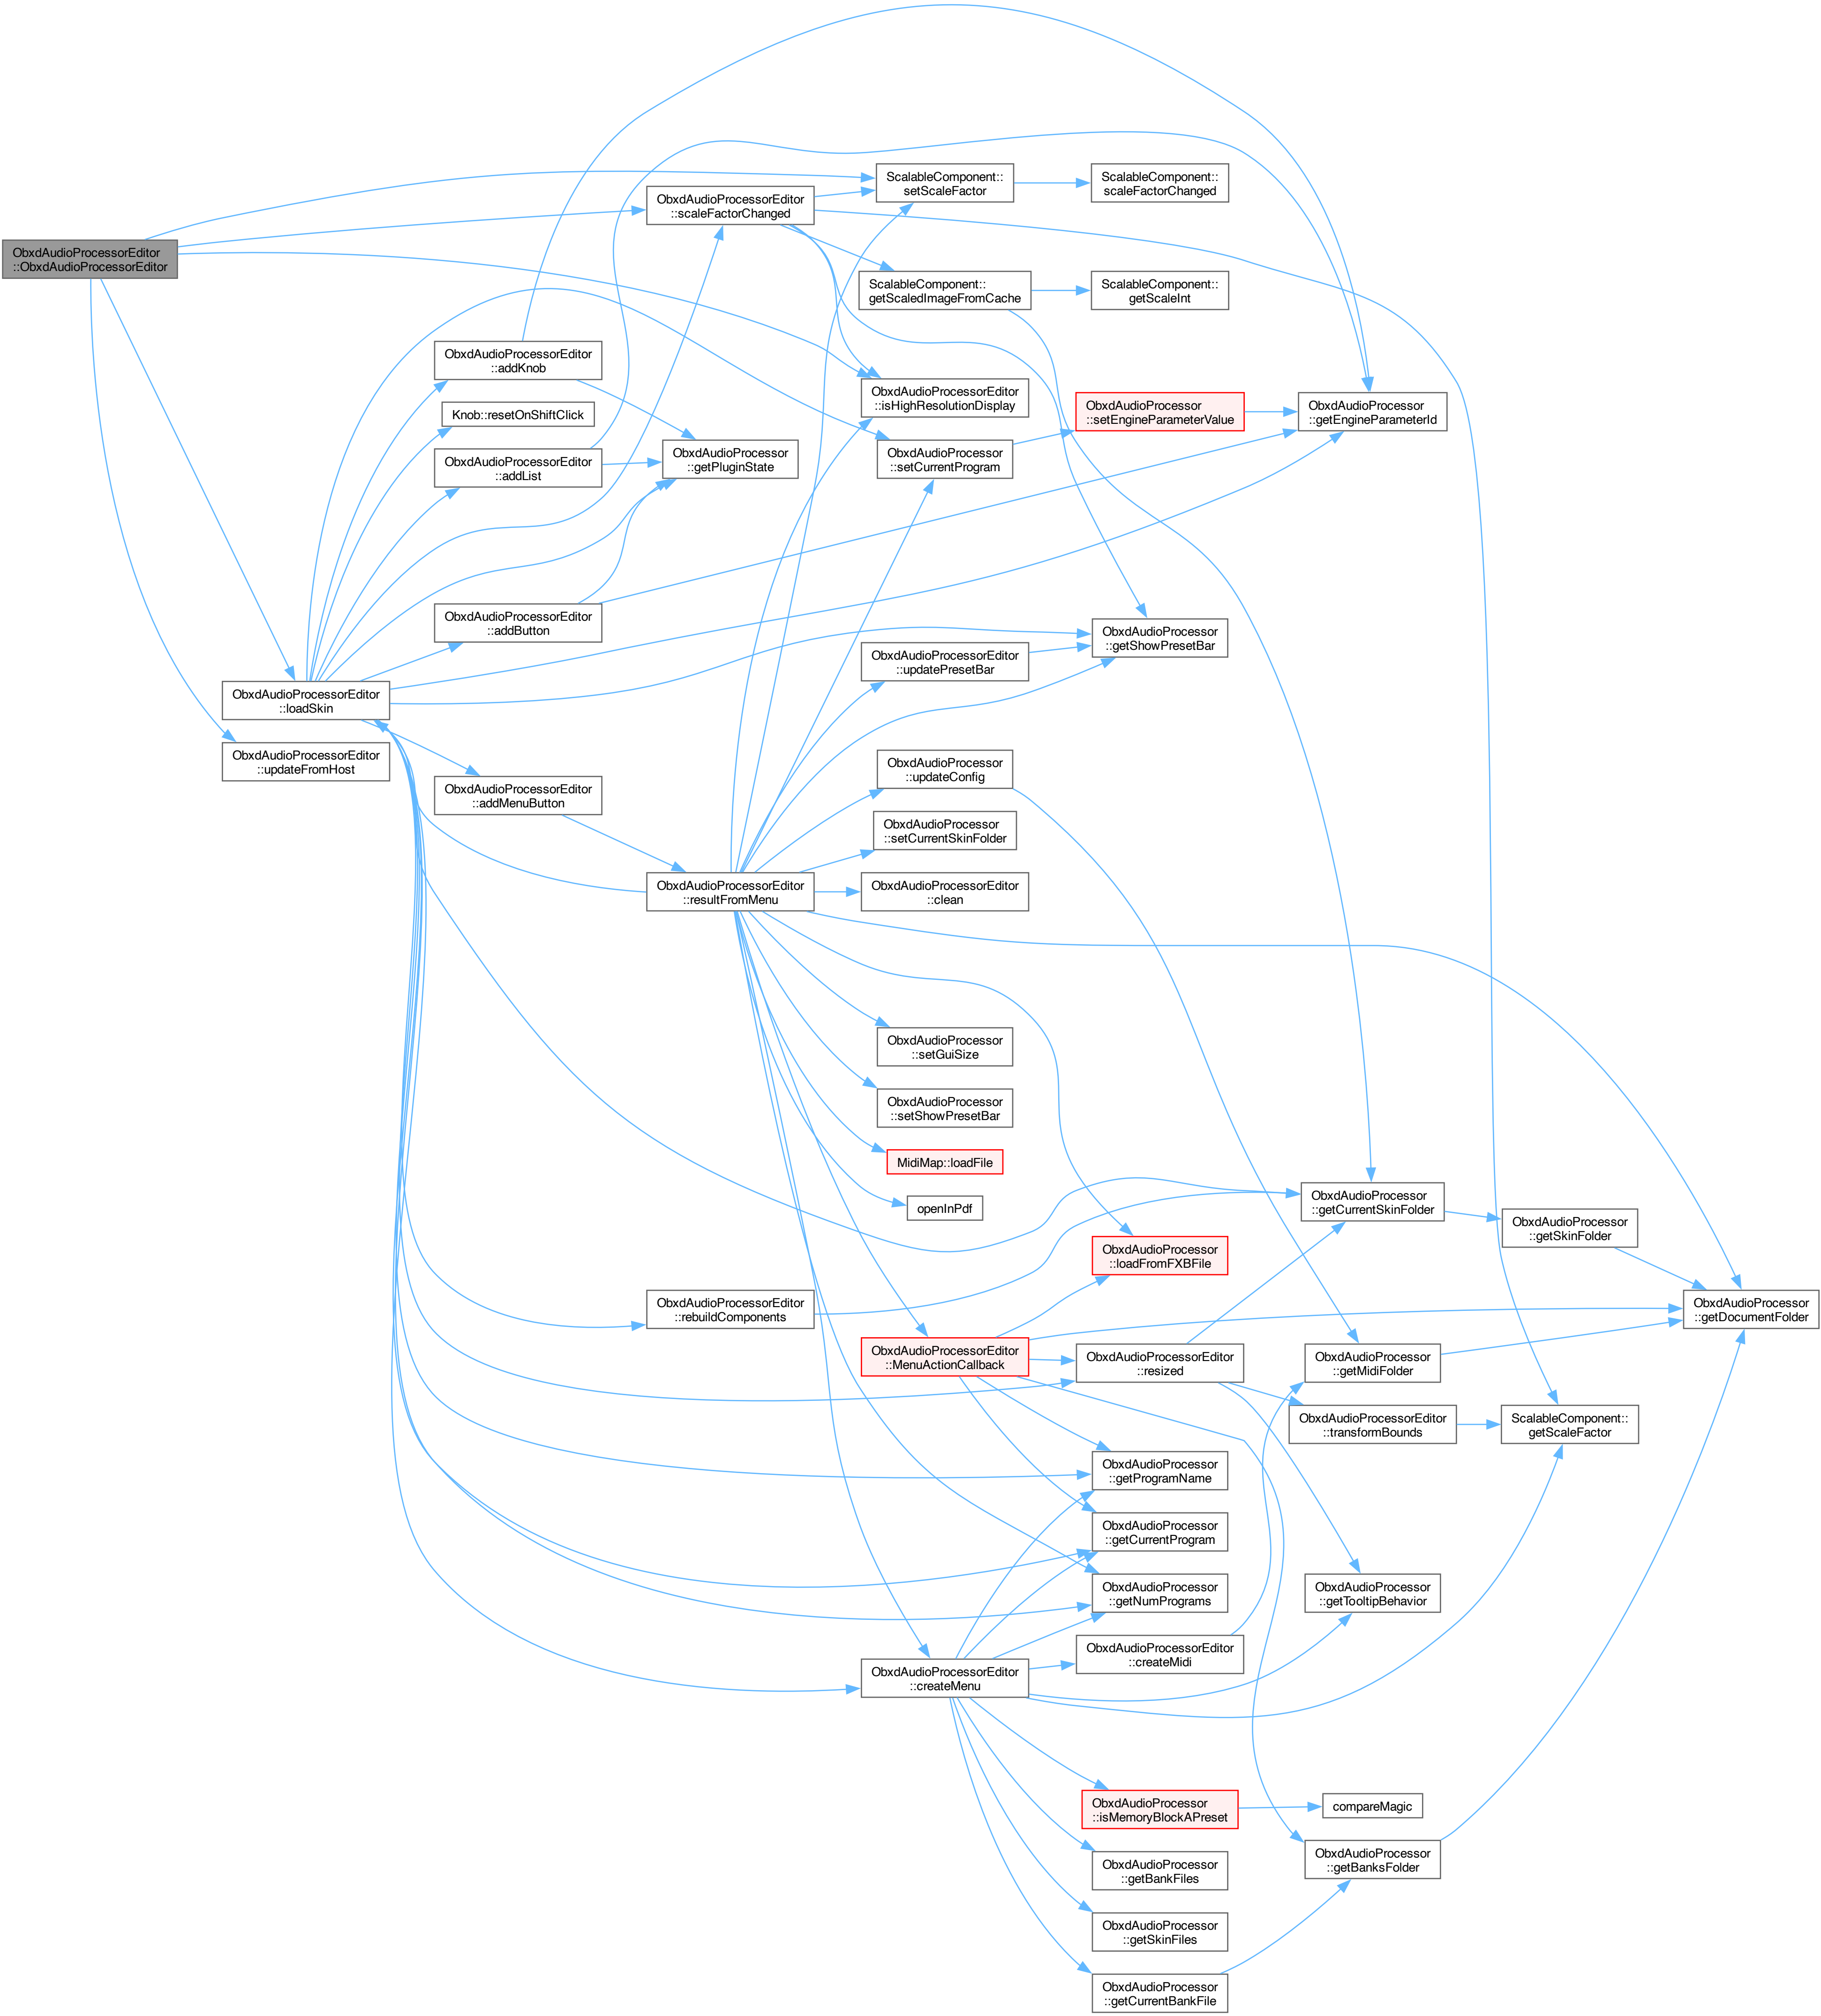 ObxdAudioProcessorEditor
::ObxdAudioProcessorEditor
ObxdAudioProcessorEditor
::loadSkin
ObxdAudioProcessorEditor
::updateFromHost
ObxdAudioProcessorEditor
::addKnob
Knob::resetOnShiftClick
ObxdAudioProcessorEditor
::addList
ObxdAudioProcessorEditor
::addButton
ObxdAudioProcessorEditor
::addMenuButton
ObxdAudioProcessorEditor
::scaleFactorChanged
ObxdAudioProcessor
::getPluginState
ObxdAudioProcessorEditor
::resultFromMenu
ObxdAudioProcessorEditor
::rebuildComponents
ScalableComponent::
setScaleFactor
ScalableComponent::
getScaledImageFromCache
ObxdAudioProcessorEditor
::isHighResolutionDisplay
ObxdAudioProcessor
::setCurrentProgram
ObxdAudioProcessorEditor
::updatePresetBar
ObxdAudioProcessor
::updateConfig
ObxdAudioProcessor
::setCurrentSkinFolder
ObxdAudioProcessorEditor
::clean
ObxdAudioProcessor
::setGuiSize
ObxdAudioProcessor
::setShowPresetBar
MidiMap::loadFile
openInPdf
ObxdAudioProcessorEditor
::MenuActionCallback
ObxdAudioProcessorEditor
::createMenu
ScalableComponent::
scaleFactorChanged
ScalableComponent::
getScaleInt
ObxdAudioProcessor
::setEngineParameterValue
ObxdAudioProcessor
::getShowPresetBar
ObxdAudioProcessor
::loadFromFXBFile
ObxdAudioProcessorEditor
::resized
ObxdAudioProcessor
::getProgramName
ObxdAudioProcessor
::getCurrentProgram
ObxdAudioProcessor
::getNumPrograms
ObxdAudioProcessorEditor
::createMidi
ObxdAudioProcessor
::isMemoryBlockAPreset
ObxdAudioProcessor
::getBankFiles
ObxdAudioProcessor
::getSkinFiles
ObxdAudioProcessor
::getCurrentBankFile
ObxdAudioProcessor
::getEngineParameterId
ObxdAudioProcessor
::getCurrentSkinFolder
ObxdAudioProcessor
::getMidiFolder
ObxdAudioProcessorEditor
::transformBounds
ObxdAudioProcessor
::getTooltipBehavior
compareMagic
ObxdAudioProcessor
::getBanksFolder
ObxdAudioProcessor
::getSkinFolder
ScalableComponent::
getScaleFactor
ObxdAudioProcessor
::getDocumentFolder